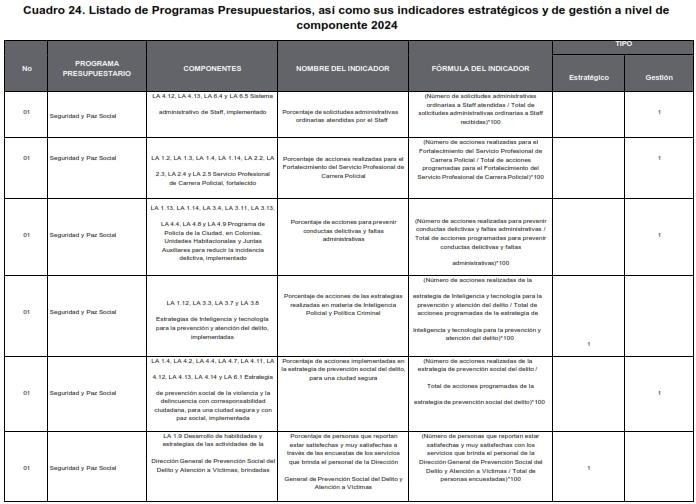 Cuadro 24. Listado de Programas Presupuestarios, así como sus indicadores estratégicos y de gestión a nivel de
componente 2024
No
PROGRAMA
PRESUPUESTARIO
COMPONENTES
NOMBRE DEL INDICADOR
FÓRMULA DEL INDICADOR
TIPO
Estratégico
Gestión
01
Seguridad y Paz Social
LA 4.12, LA 4.13, LA 6.4 y LA 6.5 Sistema
administrativo de Staff, implementado
Porcentaje de solicitudes administrativas
ordinarias atendidas por el Staff
(Número de solicitudes administrativas
ordinarias a Staff atendidas / Total de
solicitudes administrativas ordinarias a Staff
recibidas)*100
1
01
Seguridad y Paz Social
LA 1.2, LA 1.3, LA 1.4, LA 1.14, LA 2.2, LA
2.3, LA 2.4 y LA 2.5 Servicio Profesional
de Carrera Policial, fortalecido
Porcentaje de acciones realizadas para el
Fortalecimiento del Servicio Profesional de
Carrera Policial
(Número de acciones realizadas para el
Fortalecimiento del Servicio Profesional de
Carrera Policial / Total de acciones
programadas para el Fortalecimiento del
Servicio Profesional de Carrera Policial)*100
1
01
Seguridad y Paz Social
LA 1.13, LA 1.14, LA 3.4, LA 3.11, LA 3.13,
LA 4.4, LA 4.8 y LA 4.9 Programa de
Policía de la Ciudad, en Colonias,
Unidades Habitacionales y Juntas
Auxiliares para reducir la incidencia
delictiva, implementado
Porcentaje de acciones para prevenir
conductas delictivas y faltas
administrativas
(Número de acciones realizadas para prevenir
conductas delictivas y faltas administrativas /
Total de acciones programadas para prevenir
conductas delictivas y faltas
administrativas)*100
1
01
Seguridad y Paz Social
LA 1.12, LA 3.3, LA 3.7 y LA 3.8
Estrategias de Inteligencia y tecnología
para la prevención y atención del delito,
implementadas
Porcentaje de acciones de las estrategias
realizadas en materia de Inteligencia
Policial y Política Criminal
(Número de acciones realizadas de la
estrategia de Inteligencia y tecnología para la
prevención y atención del delito / Total de
acciones programadas de la estrategia de
Inteligencia y tecnología para la prevención y
atención del delito)*100
1
01
Seguridad y Paz Social
LA 1.4, LA 4.2, LA 4.4, LA 4.7, LA 4.11, LA
4.12, LA 4.13, LA 4.14 y LA 6.1 Estrategia
de prevención social de la violencia y la
delincuencia con corresponsabilidad
ciudadana, para una ciudad segura y con
paz social, implementada
Porcentaje de acciones implementadas en
la estrategia de prevención social del delito,
para una ciudad segura
(Número de acciones realizadas de la
estrategia de prevención social del delito /
Total de acciones programadas de la
estrategia de prevención social del delito)*100
1
01
Seguridad y Paz Social
LA 1.9 Desarrollo de habilidades y
estrategias de las actividades de la
Dirección General de Prevención Social del
Delito y Atención a Víctimas, brindadas
Porcentaje de personas que reportan
estar satisfechas y muy satisfechas a
través de las encuestas de los servicios
que brinda el personal de la Dirección
General de Prevención Social del Delito y
Atención a Víctimas
(Número de personas que reportan estar
satisfechas y muy satisfechas con los
servicios que brinda el personal de la
Dirección General de Prevención Social del
Delito y Atención a Víctimas / Total de
personas encuestadas)*100
1